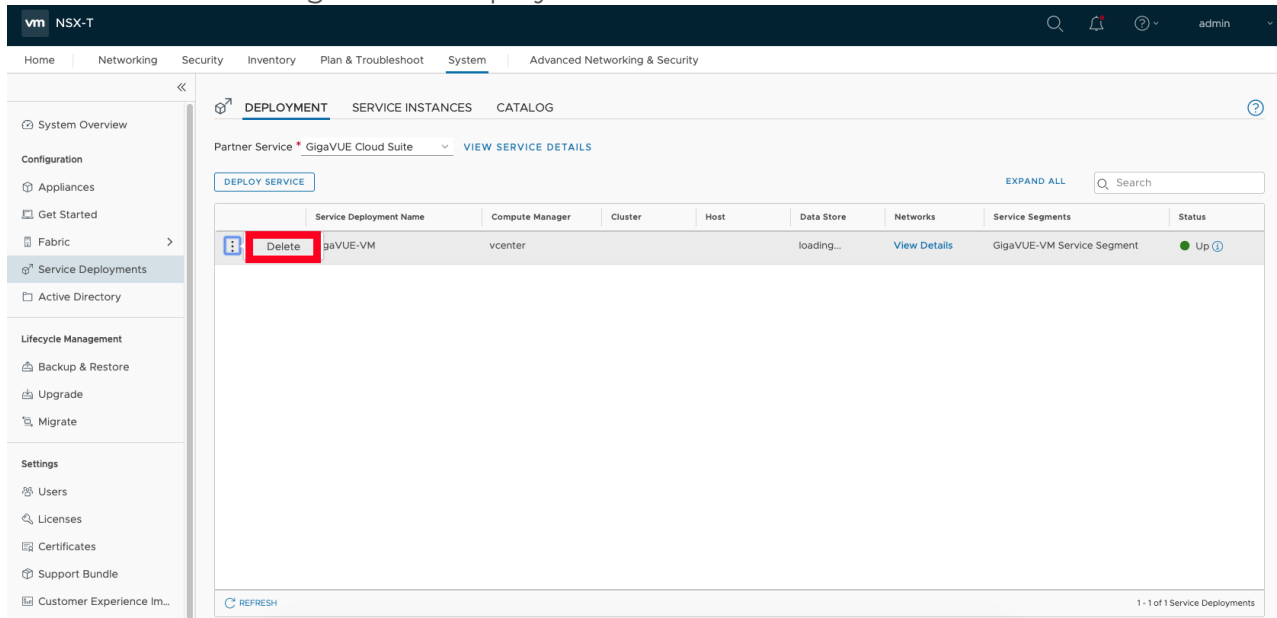 vm NSX-T admin
Home Networking Security Inventory Plan & Troubleshoot System Advanced Networking & Security
DEPLOYMENT SERVICE INSTANCES CATALOG
System Overview
Partner Service * GigaVUE Cloud Suite VIEW SERVICE DETAILS
Configuration
Appliances
DEPLOY SERVICE EXPAND ALL Search
Get Started
Service Deployment Name Compute Manager Cluster Host Data Store Networks Service Segments Status
Fabric
Delete gaVUE-VM vcenter loading... View Details GigaVUE-VM Service Segment Up
Service Deployments
Active Directory
Lifecycle Management
Backup & Restore
Upgrade
Migrate
Settings
Users
Licenses
Certificates
Support Bundle
Customer Experience Im...
REFRESH 1 - 1 of 1 Service Deployments